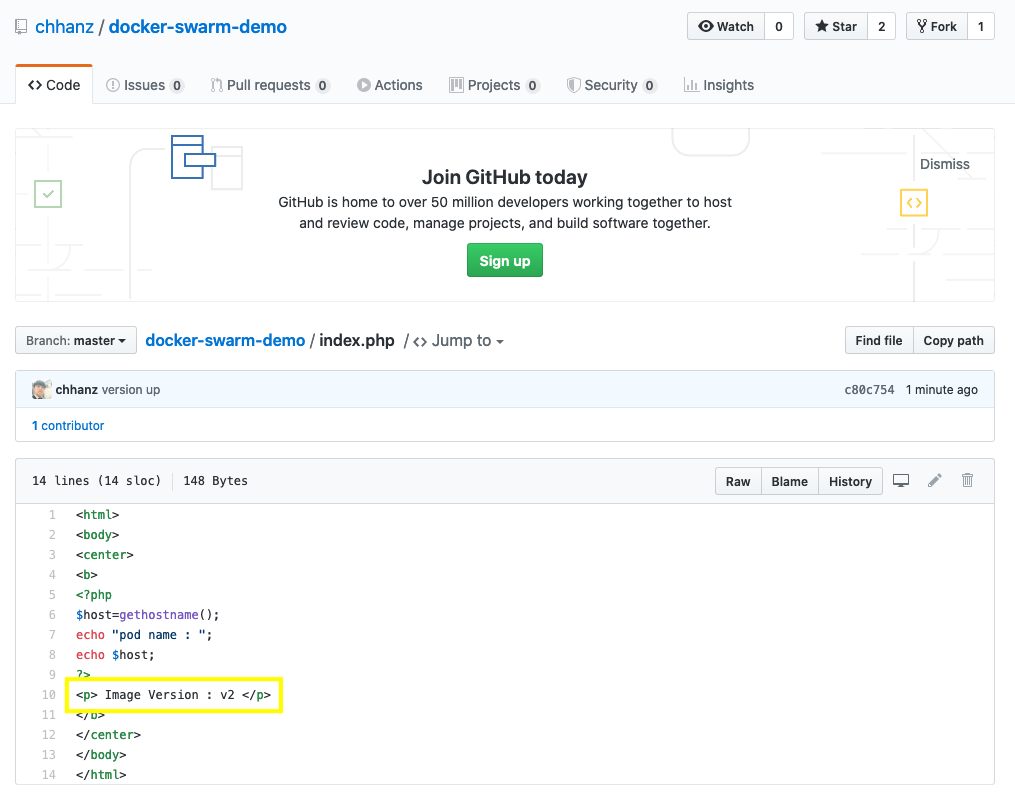 chhanz / docker-swarm-demo
Watch 0 Star 2 Fork 1
Code Issues 0 Pull requests 0 Actions Projects 0 Security 0 Insights
Dismiss
Join GitHub today
GitHub is home to over 50 million developers working together to host
and review code, manage projects, and build software together.
Sign up
Branch: master docker-swarm-demo / index.php / <> Jump to Find file Copy path
chhanz version up c80c754 1 minute ago
1 contributor
14 lines (14 sloc) 148 Bytes Raw Blame History
1 <html>
2 <body>
3 <center>
4 <b>
5 <?php
6 $host=gethostname();
7 echo "pod name : ";
8 echo $host;
9 ?>
10 <p> Image Version : v2 </p>
11 </b>
12 </center>
13 </body>
14 </html>